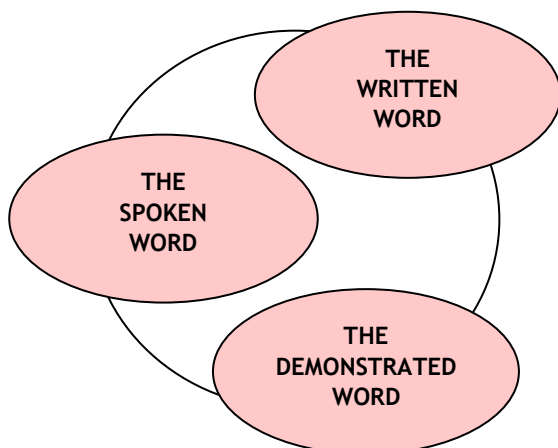 THE
WRITTEN
WORD
THE
SPOKEN
WORD
THE
DEMONSTRATED
WORD